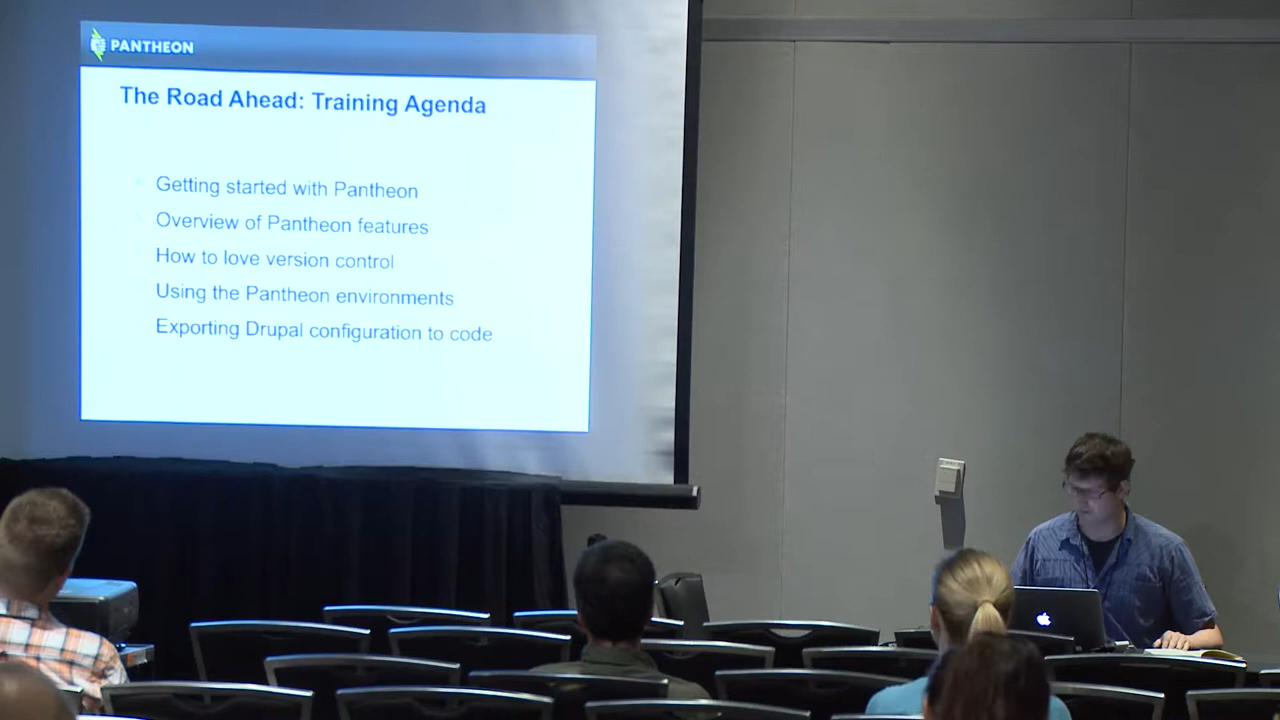 PANTHEON
The Road Ahead: Training Agenda
Getting started with Pantheon
Overview of Pantheon features
How to love version control
Using the Pantheon environments
Exporting Drupal configuration to code